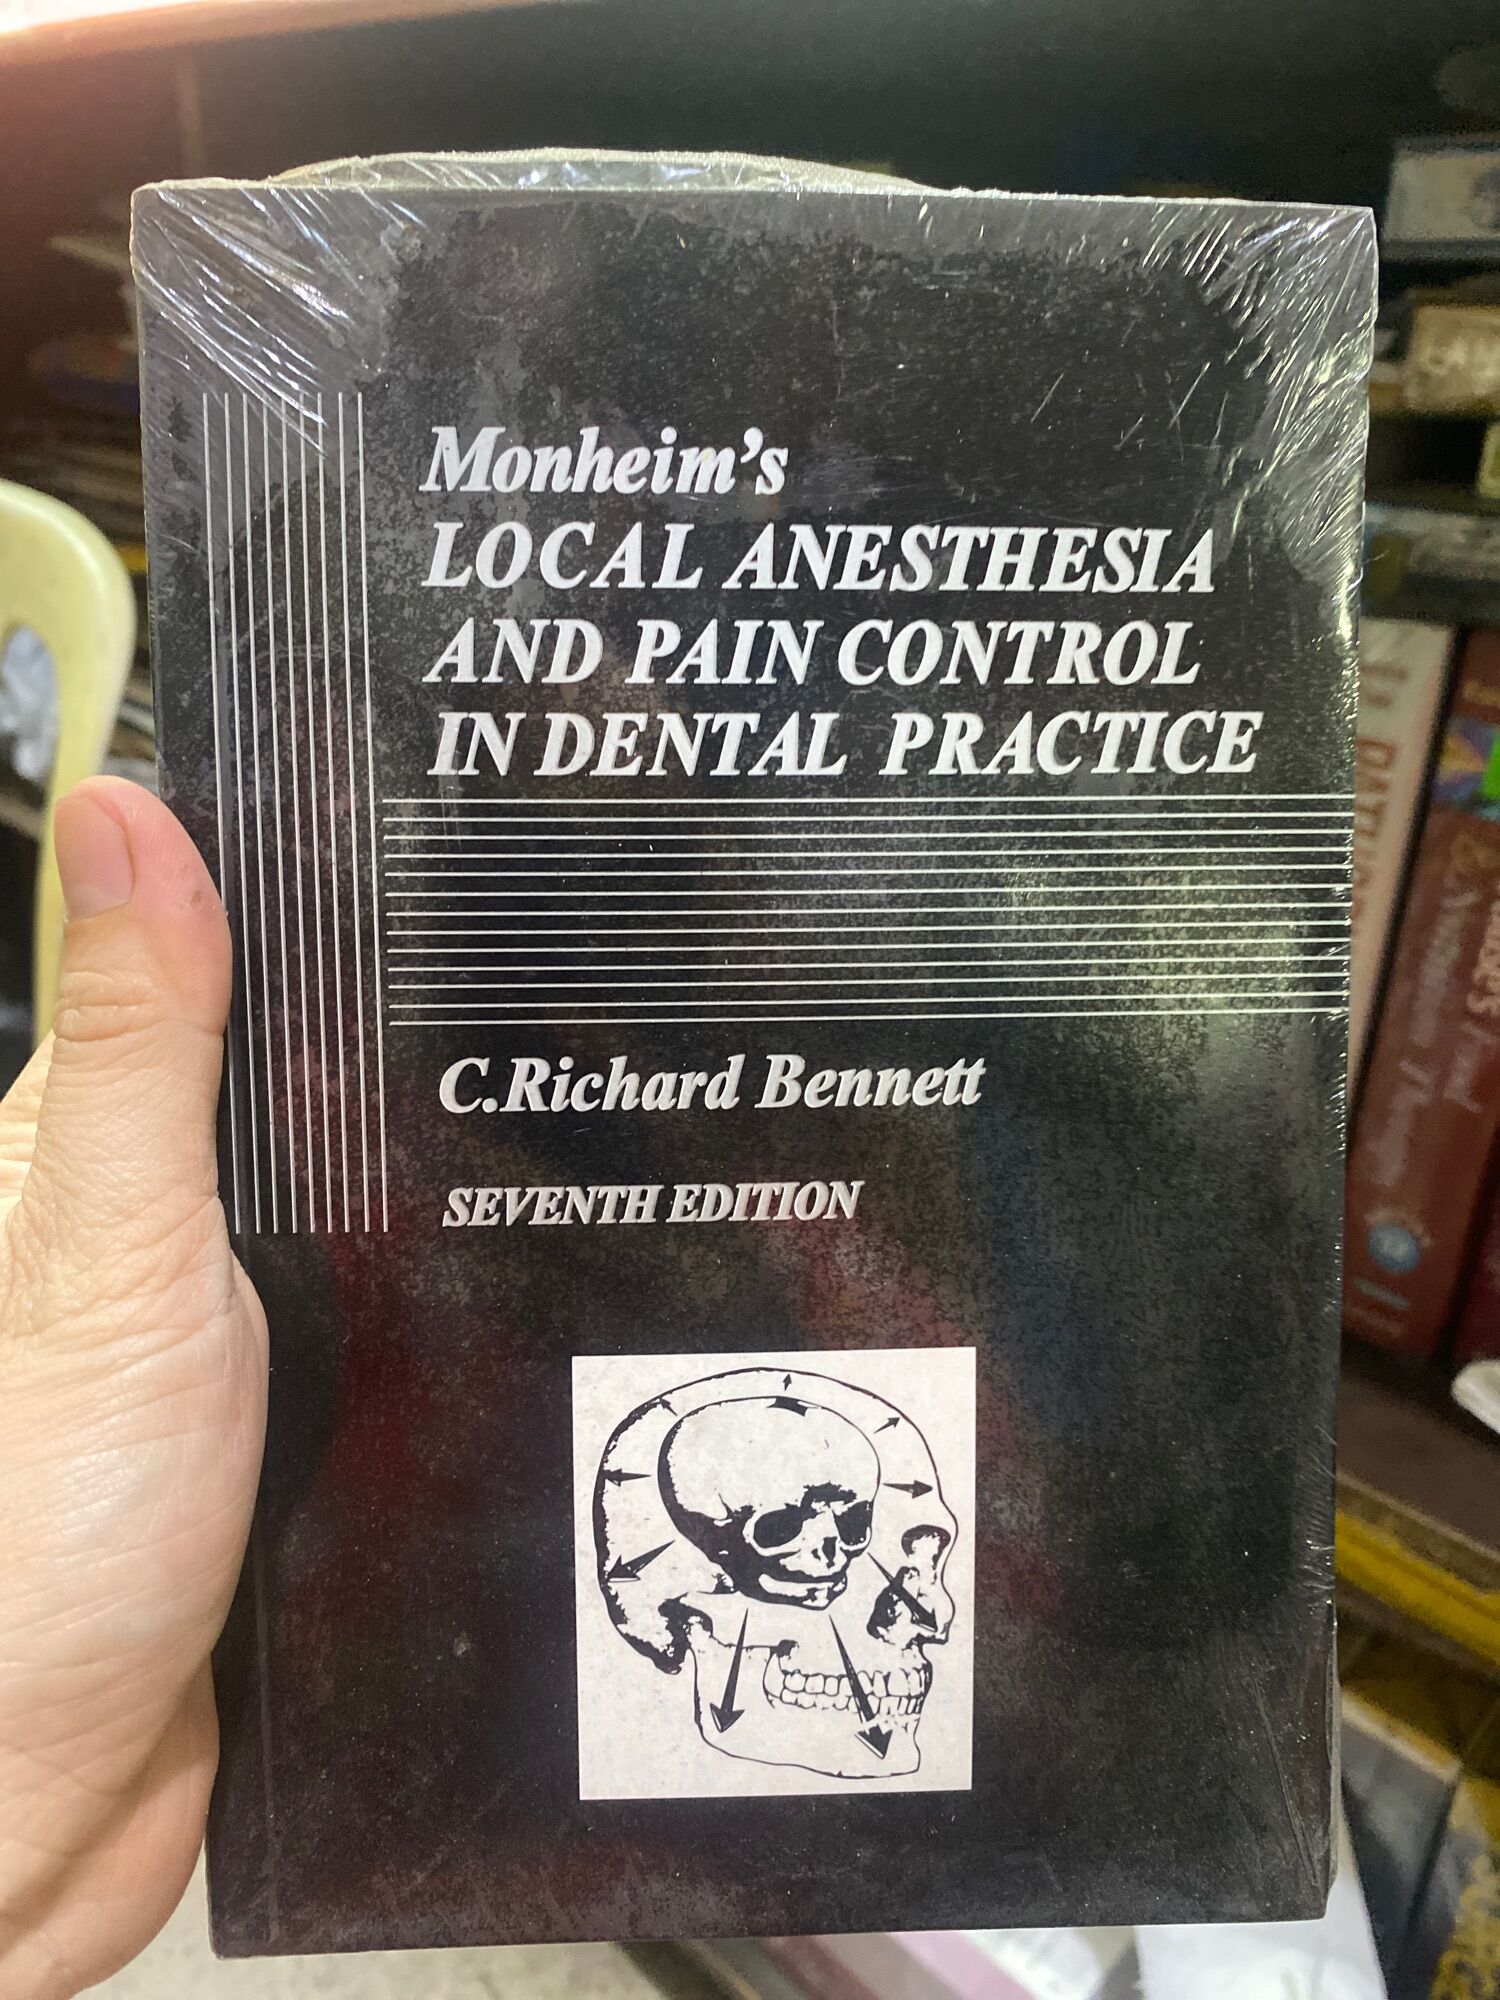 Monheim's
LOCAL ANESTHESIA
AND PAIN CONTROL
IN DENTAL PRACTICE
C.Richard Bennett
SEVENTH EDITION